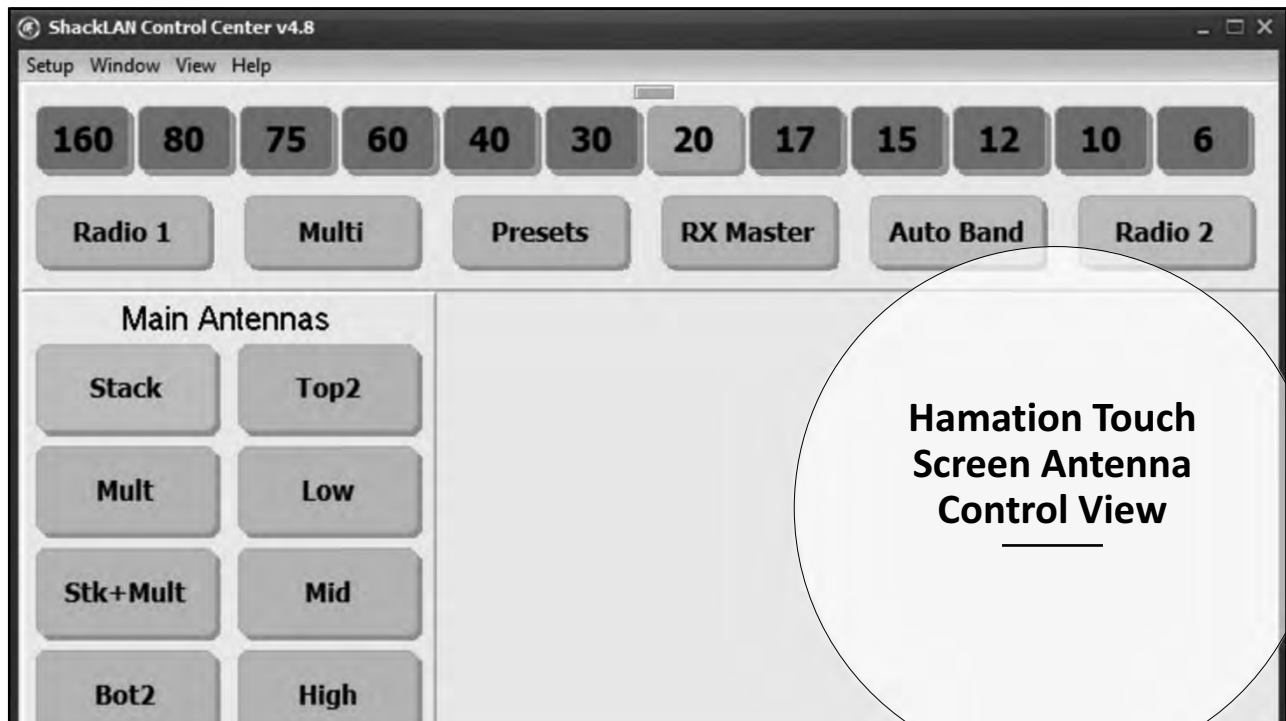 ShackLAN Control Center v4.8
Setup Window View Help
160 80 75 60 40 30 20 17 15 12 10 6
Radio 1 Multi Presets RX Master Auto Band Radio 2
Main Antennas
Stack Top2
Mult Low
Stk+Mult Mid
Bot2 High
Hamation Touch
Screen Antenna
Control View